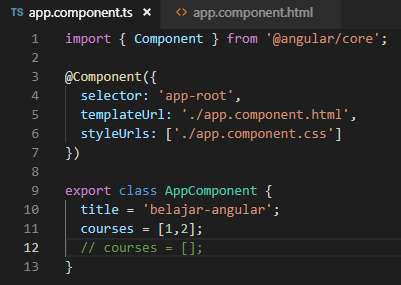 TS app.component.ts × <> app.component.html
1 import { Component } from '@angular/core';
2
3 @Component({
4   selector: 'app-root',
5   templateUrl: './app.component.html',
6   styleUrls: ['./app.component.css']
7 })
8
9 export class AppComponent {
10   title = 'belajar-angular';
11   courses = [1,2];
12   // courses = [];
13 }